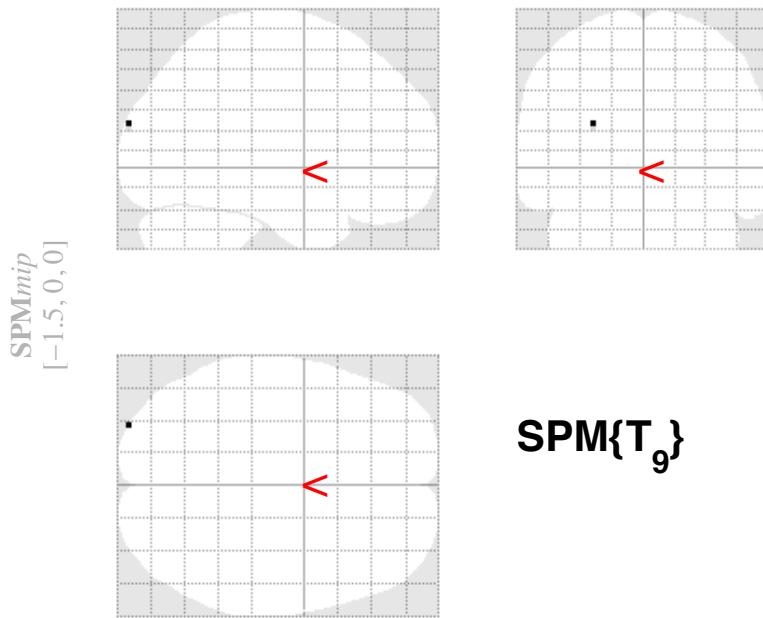 SPMmip
[−1.5, 0, 0]
<
<
<
SPM{T9}